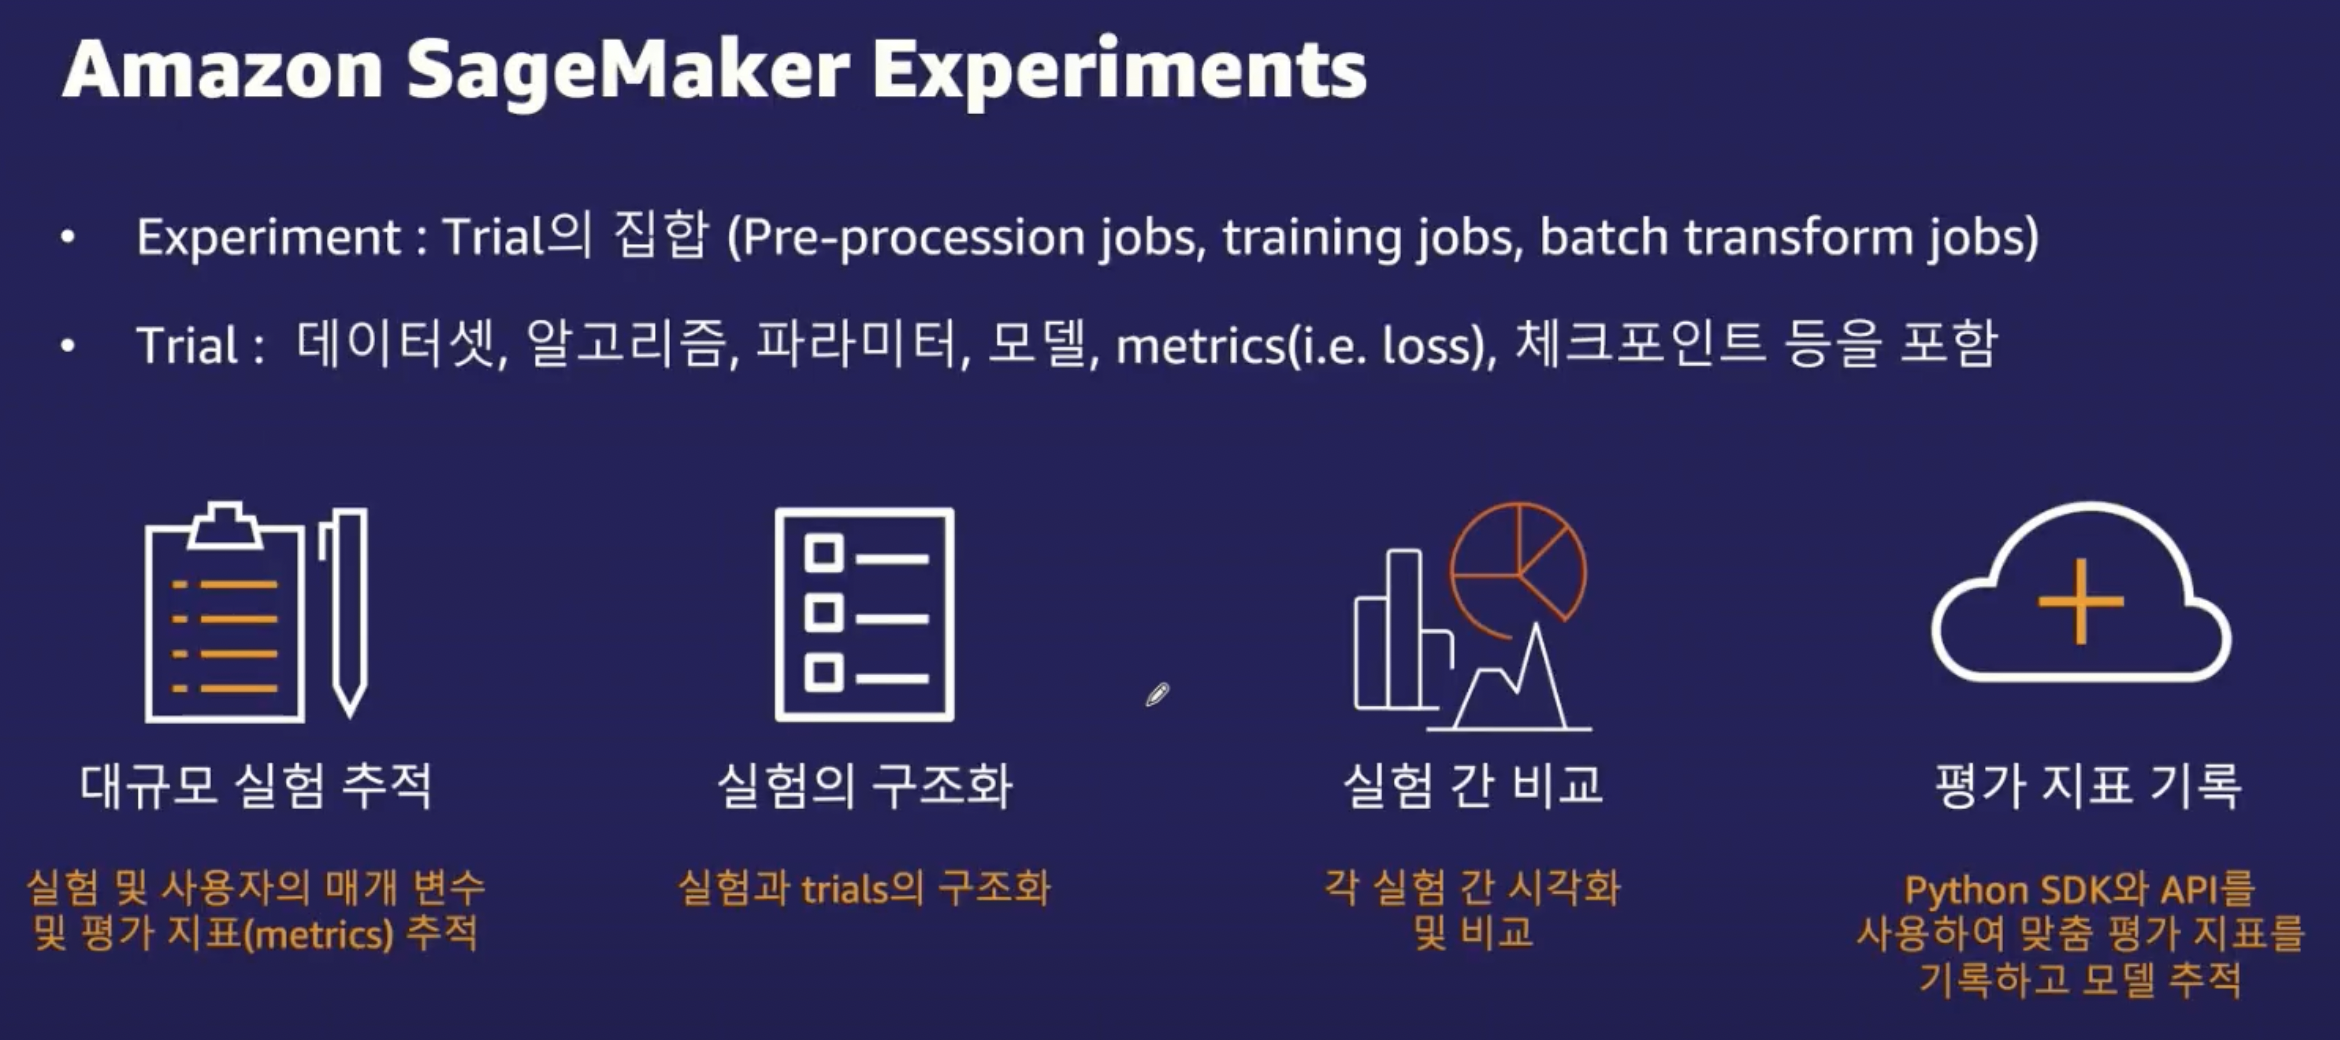 Amazon SageMaker Experiments
• Experiment : Trial의 집합 (Pre-procession jobs, training jobs, batch transform jobs)
• Trial : 데이터셋, 알고리즘, 파라미터, 모델, metrics(i.e. loss), 체크포인트 등을 포함
대규모 실험 추적
실험 및 사용자의 매개 변수
및 평가 지표(metrics) 추적
실험의 구조화
실험과 trials의 구조화
실험 간 비교
각 실험 간 시각화
및 비교
평가 지표 기록
Python SDK와 API를
사용하여 맞춤 평가 지표를
기록하고 모델 추적